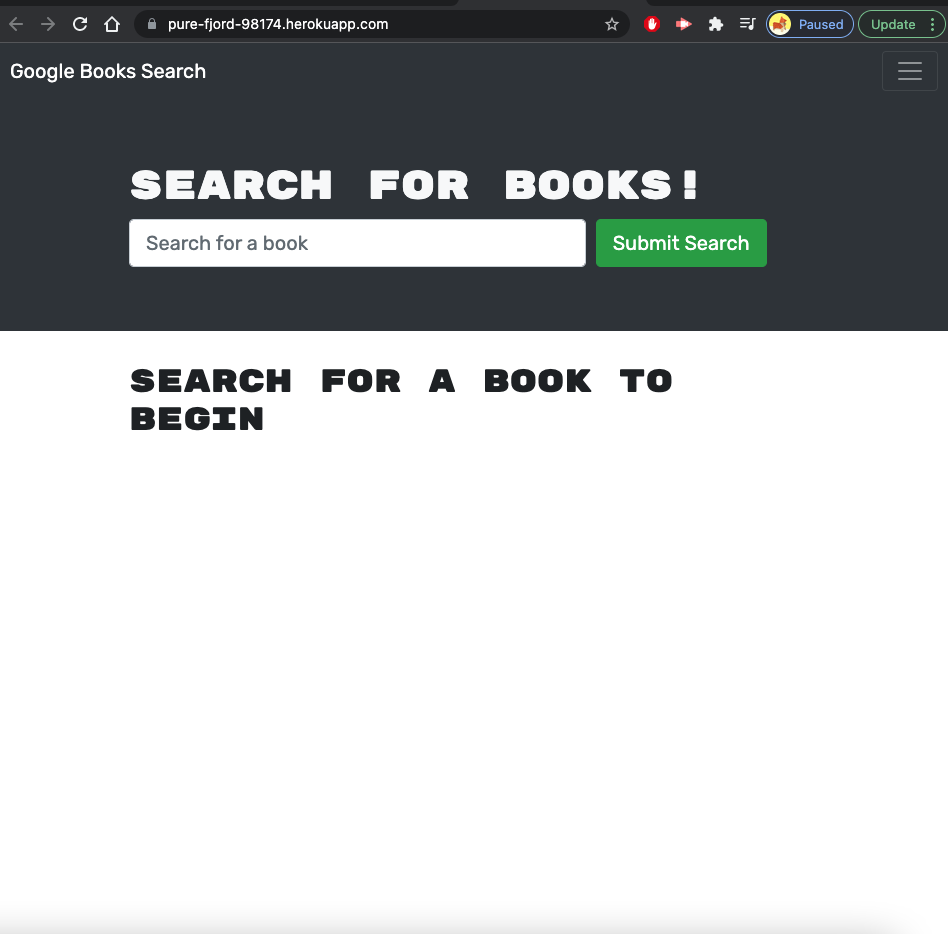 pure-fjord-98174.herokuapp.com
Paused
Update
Google Books Search
SEARCH FOR BOOKS!
Search for a book
Submit Search
SEARCH FOR A BOOK TO
BEGIN